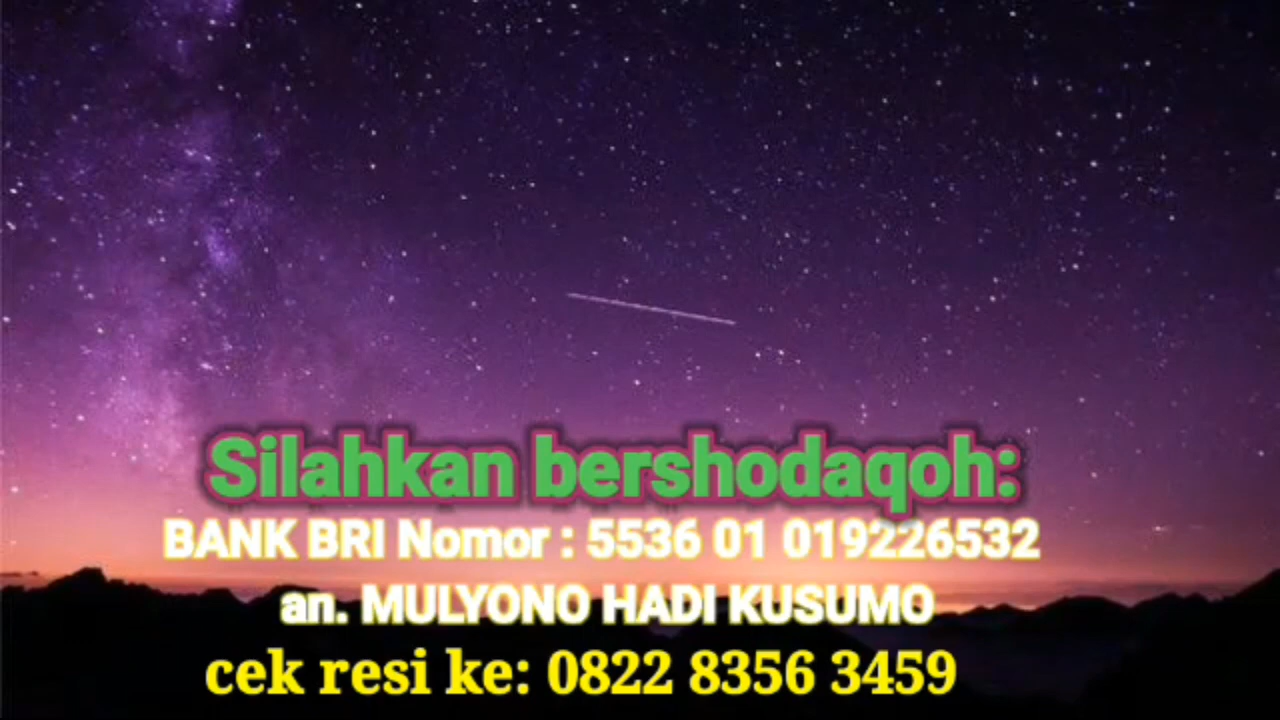 Silahkan bershodaqoh:
BANK BRI Nomor : 5536 01 019226532
an. MULYONO HADI KUSUMO
cek resi ke: 0822 8356 3459